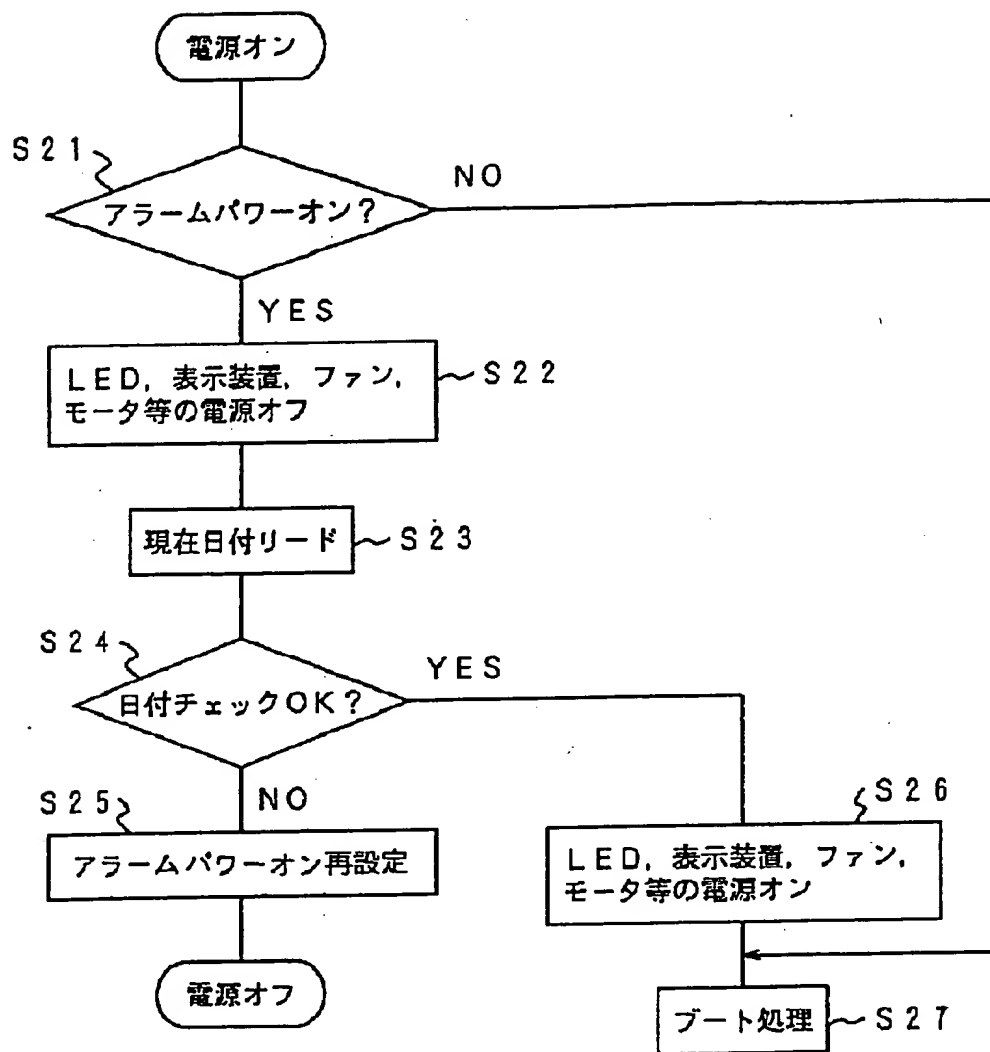 電源オン
S21
アラームパワーオン?
NO
YES
LED,表示装置,ファン,
モータ等の電源オフ
S22
現在日付リード
S23
S24
日付チェックOK?
YES
NO
S25
アラームパワーオン再設定
電源オフ
S26
LED,表示装置,ファン,
モータ等の電源オン
ブート処理
S27